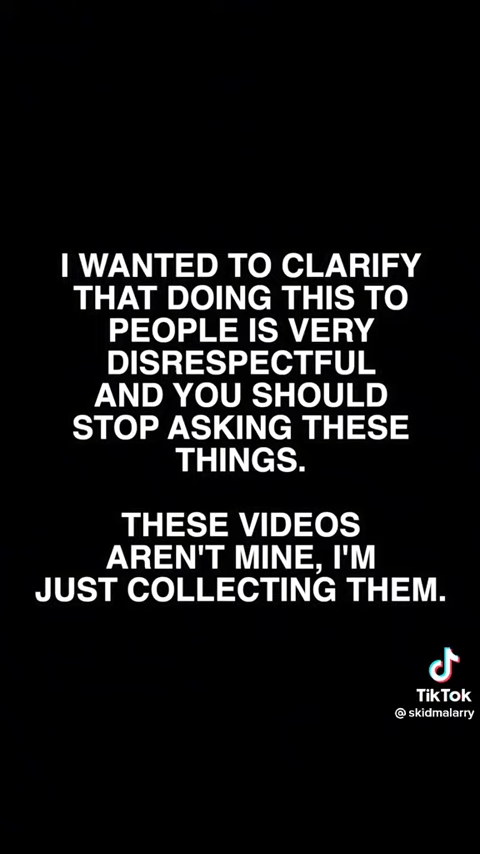 I WANTED TO CLARIFY
THAT DOING THIS TO
PEOPLE IS VERY
DISRESPECTFUL
AND YOU SHOULD
STOP ASKING THESE
THINGS.
THESE VIDEOS
AREN'T MINE, I'M
JUST COLLECTING THEM.
TikTok
@skidmalarry